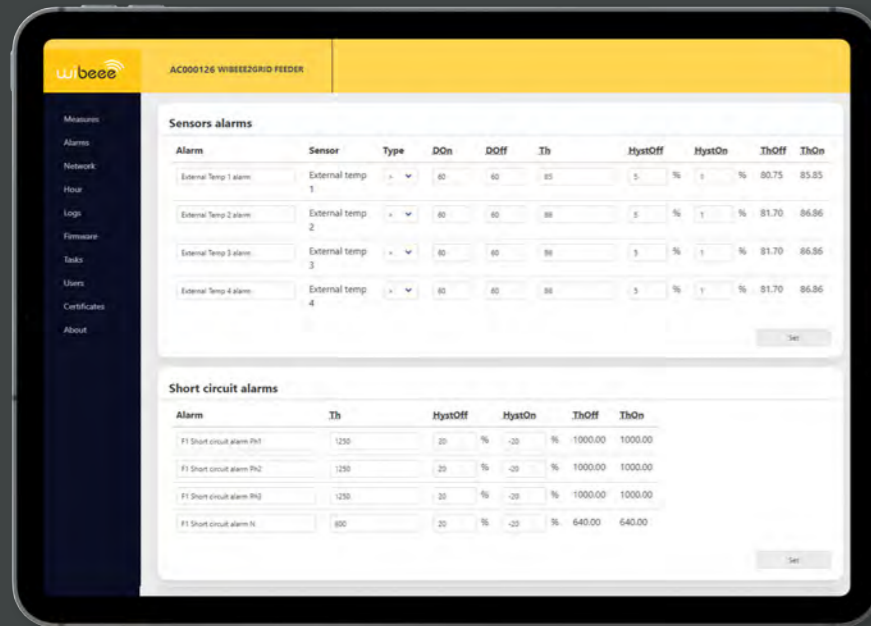 wibeee
AC000126 WIBEEE2GRID FEEDER
Measures
Alarms
Network
Hour
Logs
Firmware
Tasks
Users
Certificates
About
Sensors alarms
Alarm Sensor Type DOn DOff Th HystOff HystOn ThOff ThOn
External Temp 1 alarm External temp 1 > 60 60 85 5 % 1 % 80.75 85.85
External Temp 2 alarm External temp 2 > 60 60 86 5 % 1 % 81.70 86.86
External Temp 3 alarm External temp 3 > 60 60 86 5 % 1 % 81.70 86.86
External Temp 4 alarm External temp 4 > 60 60 86 5 % 1 % 81.70 86.86
Set
Short circuit alarms
Alarm Th HystOff HystOn ThOff ThOn
F1 Short circuit alarm Ph1 1250 20 % -20 % 1000.00 1000.00
F1 Short circuit alarm Ph2 1250 20 % -20 % 1000.00 1000.00
F1 Short circuit alarm Ph3 1250 20 % -20 % 1000.00 1000.00
F1 Short circuit alarm N 800 20 % -20 % 640.00 640.00
Set